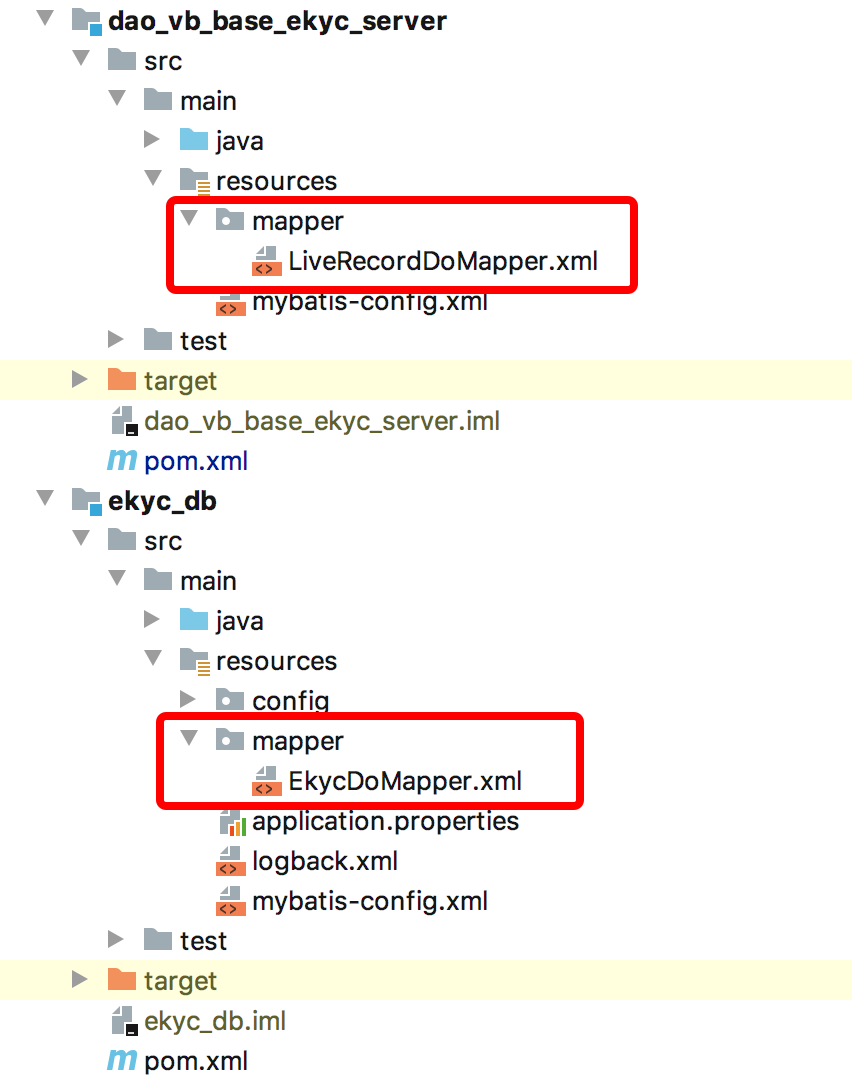 dao_vb_base_ekyc_server
src
main
java
resources
mapper
LiveRecordDoMapper.xml
mybatis-config.xml
test
target
dao_vb_base_ekyc_server.iml
pom.xml
ekyc_db
src
main
java
resources
config
mapper
EkycDoMapper.xml
application.properties
logback.xml
mybatis-config.xml
test
target
ekyc_db.iml
pom.xml